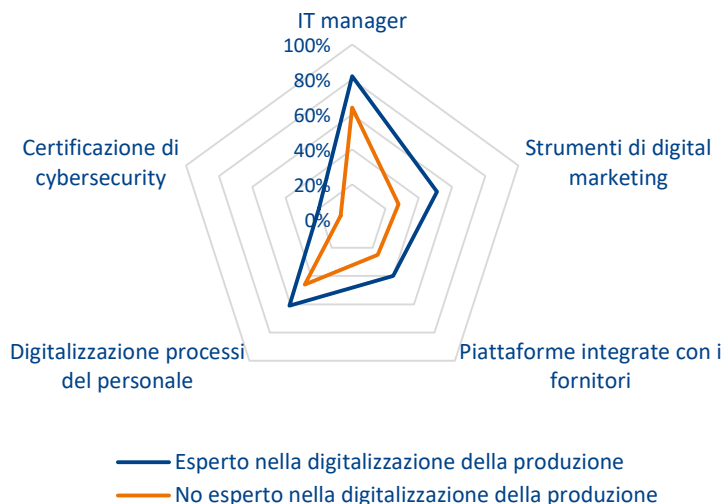 IT manager
100%
80%
60%
40%
20%
0%
Certificazione di
cybersecurity
Strumenti di digital
marketing
Digitalizzazione processi
del personale
Piattaforme integrate con i
fornitori
Esperto nella digitalizzazione della produzione
No esperto nella digitalizzazione della produzione